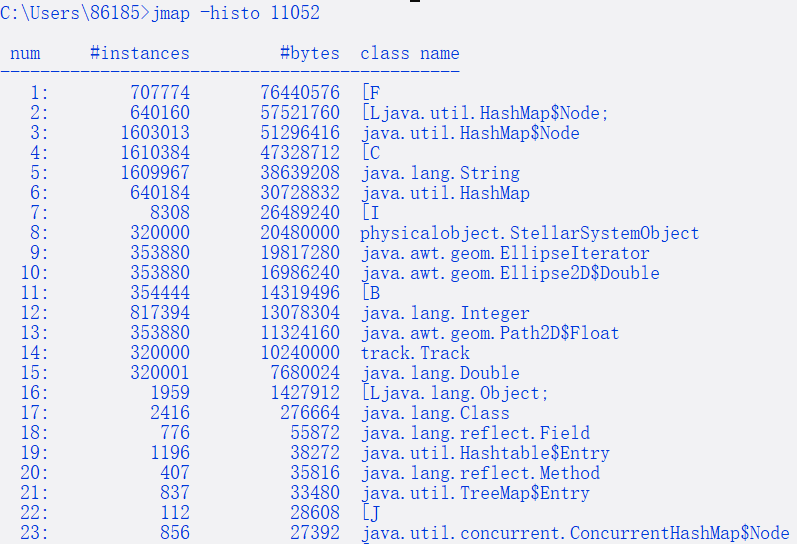 C:\Users\86185>jmap -histo 11052
num #instances #bytes class name
----------------------------------------------
1: 707774 76440576 [F
2: 640160 57521760 [Ljava.util.HashMap$Node;
3: 1603013 51296416 java.util.HashMap$Node
4: 1610384 47328712 [C
5: 1609967 38639208 java.lang.String
6: 640184 30728832 java.util.HashMap
7: 8308 26489240 [I
8: 320000 20480000 physicalobject.StellarSystemObject
9: 353880 19817280 java.awt.geom.EllipseIterator
10: 353880 16986240 java.awt.geom.Ellipse2D$Double
11: 354444 14319496 [B
12: 817394 13078304 java.lang.Integer
13: 353880 11324160 java.awt.geom.Path2D$Float
14: 320000 10240000 track.Track
15: 320001 7680024 java.lang.Double
16: 1959 1427912 [Ljava.lang.Object;
17: 2416 276664 java.lang.Class
18: 776 55872 java.lang.reflect.Field
19: 1196 38272 java.util.Hashtable$Entry
20: 407 35816 java.lang.reflect.Method
21: 837 33480 java.util.TreeMap$Entry
22: 112 28608 [J
23: 856 27392 java.util.concurrent.ConcurrentHashMap$Node